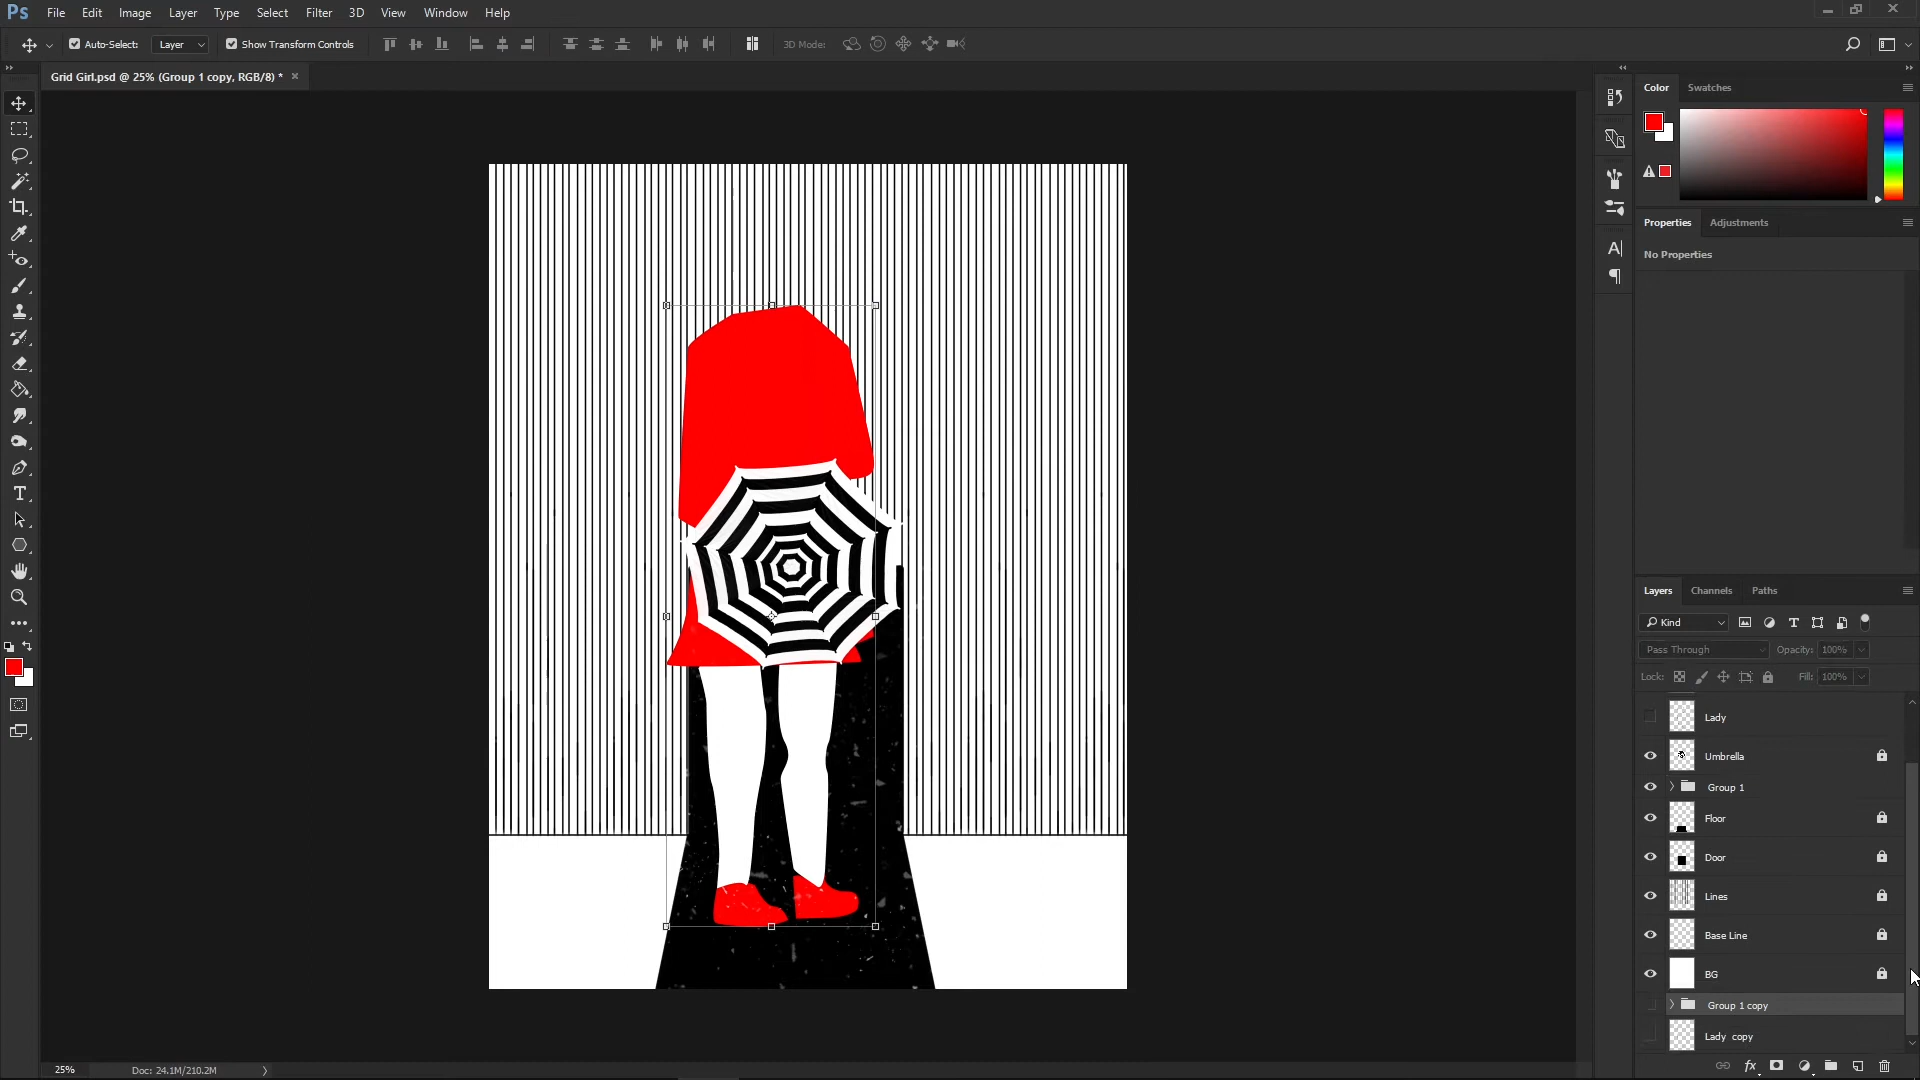 Ps File Edit Image Layer Type Select Filter 3D View Window Help
Auto-Select: Layer Show Transform Controls 3D Mode:
Grid Girl.psd @ 25% (Group 1 copy, RGB/8) * ×
Color Swatches
Properties Adjustments
No Properties
Layers Channels Paths
Kind
Pass Through Opacity: 100%
Lock: Fill: 100%
Lady
Umbrella
Group 1
Floor
Door
Lines
Base Line
BG
Group 1 copy
Lady copy
25% Doc: 24.1M/210.2M